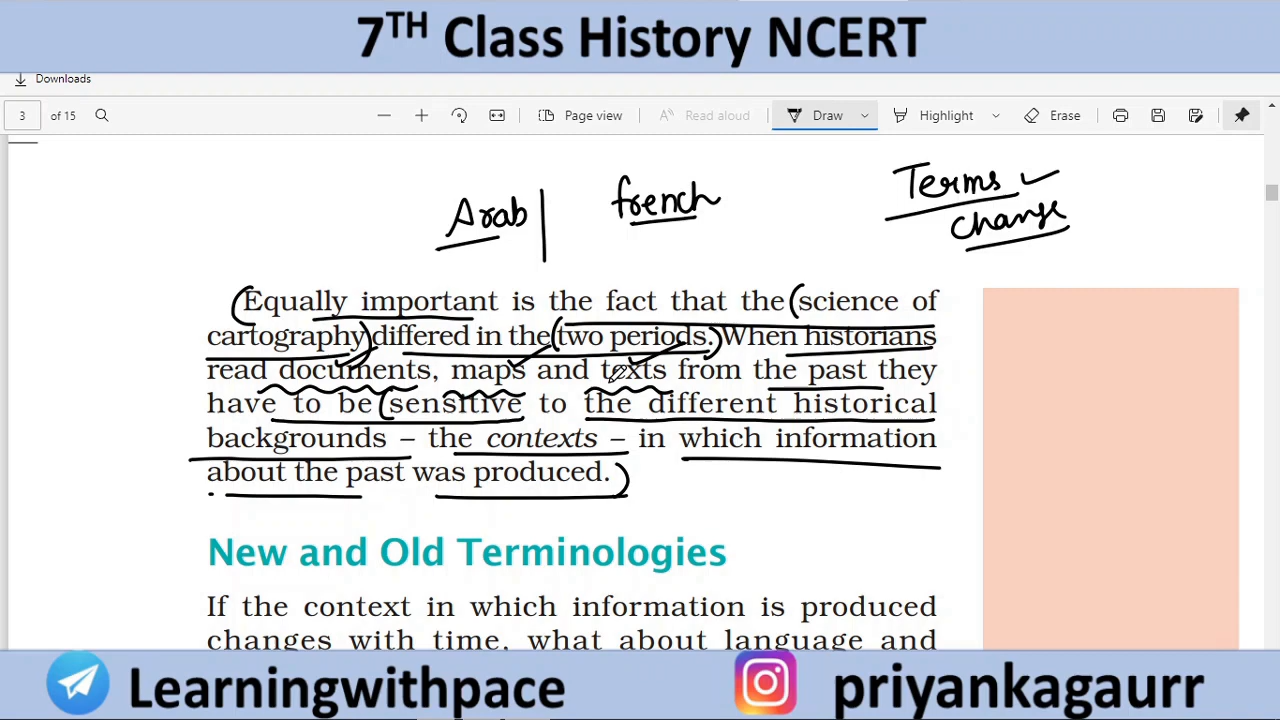 7TH Class History NCERT
Downloads
3 of 15 Page view Read aloud Draw Highlight Erase
Arab french Terms
change
Equally important is the fact that the science of
cartography differed in the two periods. When historians
read documents, maps and texts from the past they
have to be sensitive to the different historical
backgrounds – the contexts – in which information
about the past was produced.
New and Old Terminologies
If the context in which information is produced
changes with time, what about language and
Learningwithpace priyankagaurr